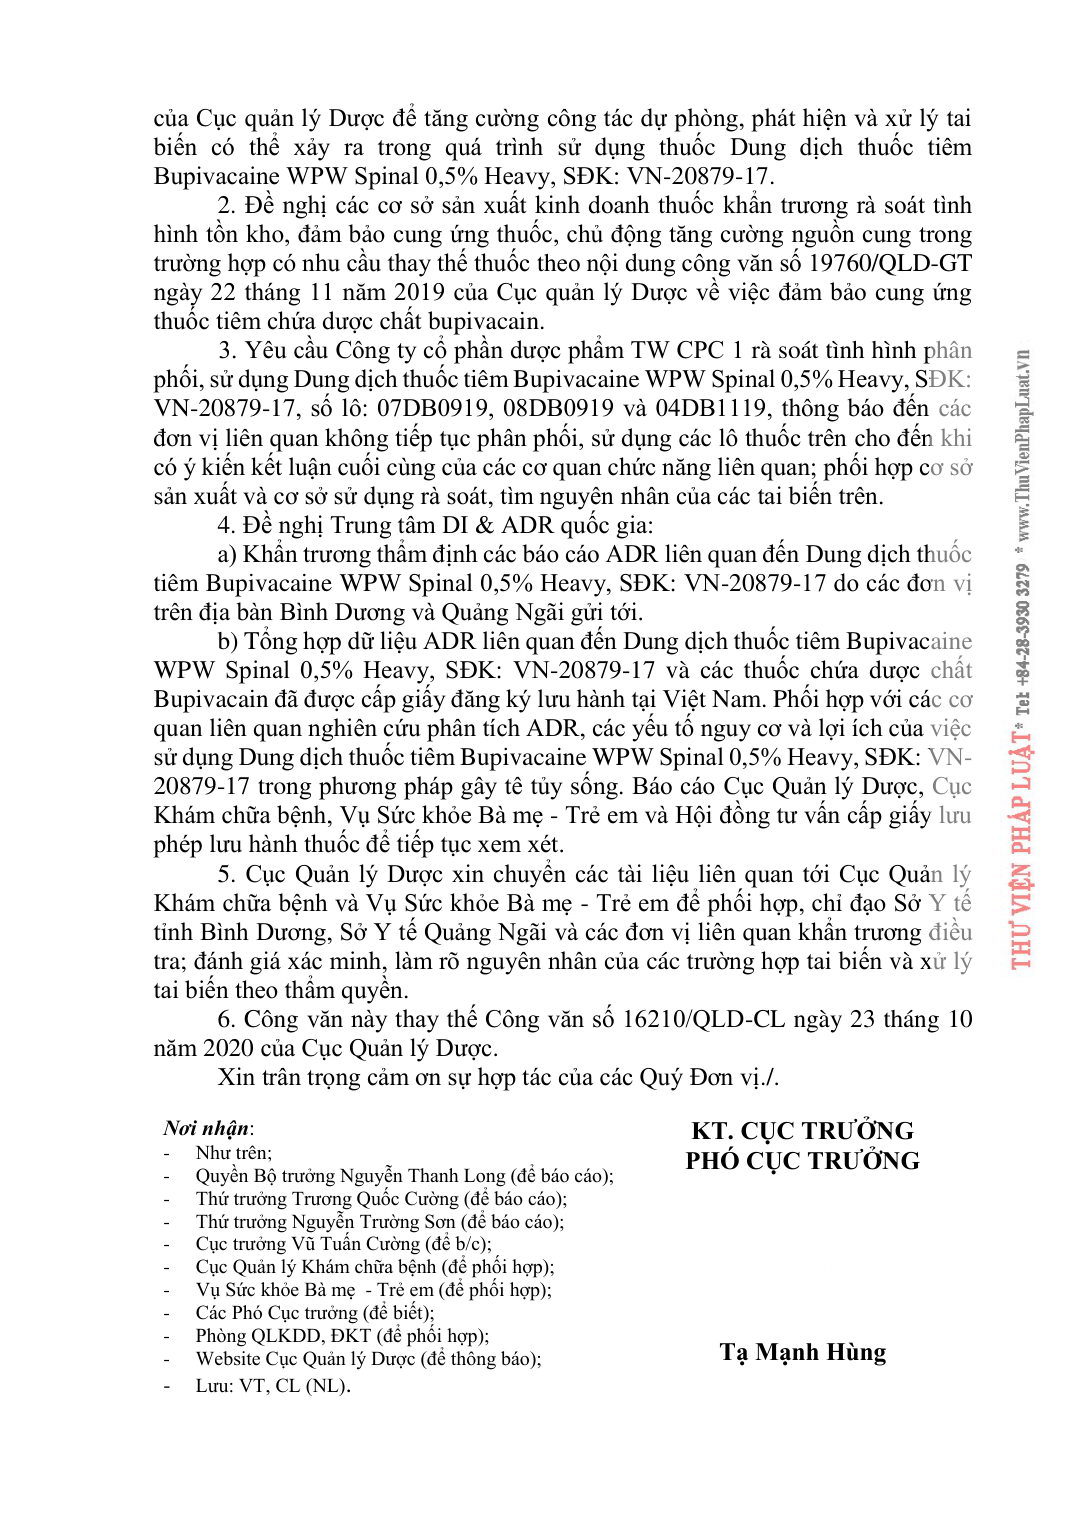 của Cục quản lý Dược để tăng cường công tác dự phòng, phát hiện và xử lý tai
biến có thể xảy ra trong quá trình sử dụng thuốc Dung dịch thuốc tiêm
Bupivacaine WPW Spinal 0,5% Heavy, SĐK: VN-20879-17.
2. Đề nghị các cơ sở sản xuất kinh doanh thuốc khẩn trương rà soát tình
hình tồn kho, đảm bảo cung ứng thuốc, chủ động tăng cường nguồn cung trong
trường hợp có nhu cầu thay thế thuốc theo nội dung công văn số 19760/QLD-GT
ngày 22 tháng 11 năm 2019 của Cục quản lý Dược về việc đảm bảo cung ứng
thuốc tiêm chứa dược chất bupivacain.
3. Yêu cầu Công ty cổ phần dược phẩm TW CPC 1 rà soát tình hình phân
phối, sử dụng Dung dịch thuốc tiêm Bupivacaine WPW Spinal 0,5% Heavy, SĐK:
VN-20879-17, số lô: 07DB0919, 08DB0919 và 04DB1119, thông báo đến các
đơn vị liên quan không tiếp tục phân phối, sử dụng các lô thuốc trên cho đến khi
có ý kiến kết luận cuối cùng của các cơ quan chức năng liên quan; phối hợp cơ sở
sản xuất và cơ sở sử dụng rà soát, tìm nguyên nhân của các tai biến trên.
4. Đề nghị Trung tâm DI & ADR quốc gia:
a) Khẩn trương thẩm định các báo cáo ADR liên quan đến Dung dịch thuốc
tiêm Bupivacaine WPW Spinal 0,5% Heavy, SĐK: VN-20879-17 do các đơn vị
trên địa bàn Bình Dương và Quảng Ngãi gửi tới.
b) Tổng hợp dữ liệu ADR liên quan đến Dung dịch thuốc tiêm Bupivacaine
WPW Spinal 0,5% Heavy, SĐK: VN-20879-17 và các thuốc chứa dược chất
Bupivacain đã được cấp giấy đăng ký lưu hành tại Việt Nam. Phối hợp với các cơ
quan liên quan nghiên cứu phân tích ADR, các yếu tố nguy cơ và lợi ích của việc
sử dụng Dung dịch thuốc tiêm Bupivacaine WPW Spinal 0,5% Heavy, SĐK: VN-
20879-17 trong phương pháp gây tê tủy sống. Báo cáo Cục Quản lý Dược, Cục
Khám chữa bệnh, Vụ Sức khỏe Bà mẹ - Trẻ em và Hội đồng tư vấn cấp giấy lưu
phép lưu hành thuốc để tiếp tục xem xét.
5. Cục Quản lý Dược xin chuyển các tài liệu liên quan tới Cục Quản lý
Khám chữa bệnh và Vụ Sức khỏe Bà mẹ - Trẻ em để phối hợp, chỉ đạo Sở Y tế
tỉnh Bình Dương, Sở Y tế Quảng Ngãi và các đơn vị liên quan khẩn trương điều
tra; đánh giá xác minh, làm rõ nguyên nhân của các trường hợp tai biến và xử lý
tai biến theo thẩm quyền.
6. Công văn này thay thế Công văn số 16210/QLD-CL ngày 23 tháng 10
năm 2020 của Cục Quản lý Dược.
Xin trân trọng cảm ơn sự hợp tác của các Quý Đơn vị./.
Nơi nhận:
- Như trên;
- Quyền Bộ trưởng Nguyễn Thanh Long (để báo cáo);
- Thứ trưởng Trương Quốc Cường (để báo cáo);
- Thứ trưởng Nguyễn Trường Sơn (để báo cáo);
- Cục trưởng Vũ Tuấn Cường (để b/c);
- Cục Quản lý Khám chữa bệnh (để phối hợp);
- Vụ Sức khỏe Bà mẹ - Trẻ em (để phối hợp);
- Các Phó Cục trưởng (để biết);
- Phòng QLKDD, ĐKT (để phối hợp);
- Website Cục Quản lý Dược (để thông báo);
- Lưu: VT, CL (NL).
KT. CỤC TRƯỞNG
PHÓ CỤC TRƯỞNG
Tạ Mạnh Hùng
THƯ VIỆN PHÁP LUẬT * Tel: +84-28-3930 3279 * www.ThuVienPhapLuat.vn